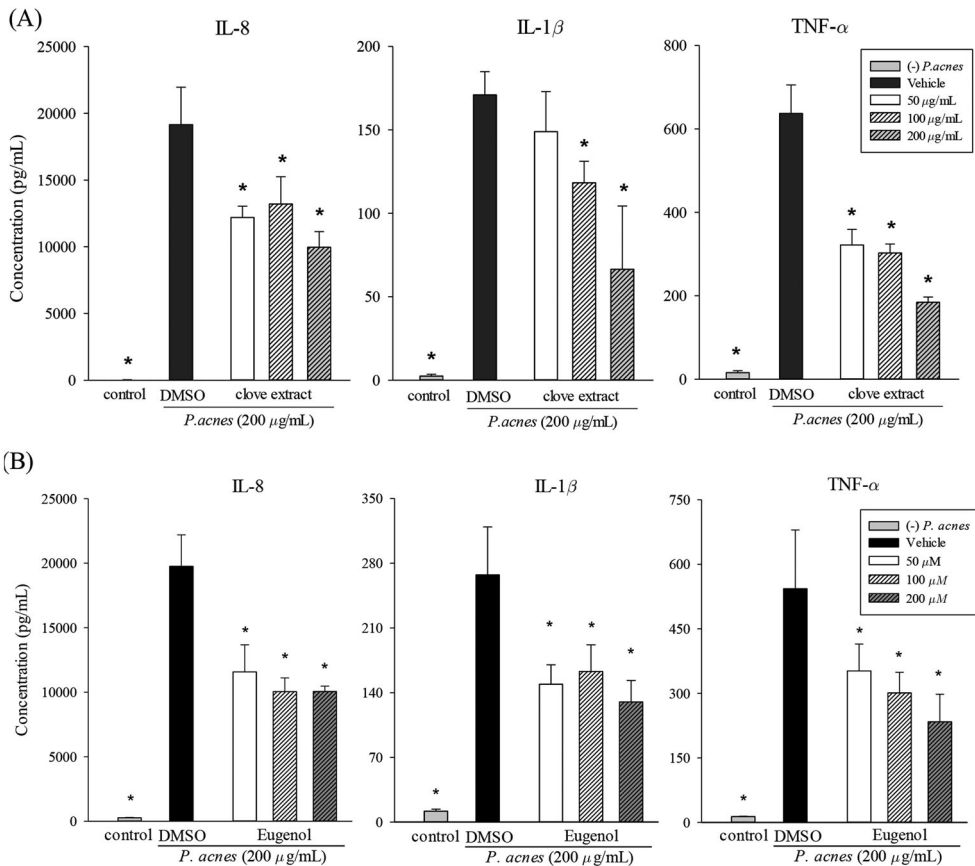 (A)
IL-8
IL-1β
TNF-α
Concentration (pg/mL)
25000
20000
15000
10000
5000
0
*
*
*
*
control
DMSO
clove extract
P.acnes (200 μg/mL)
200
150
100
50
0
*
*
*
control
DMSO
clove extract
P.acnes (200 μg/mL)
800
600
400
200
0
*
*
*
*
control
DMSO
clove extract
P.acnes (200 μg/mL)
(-) P.acnes
Vehicle
50 μg/mL
100 μg/mL
200 μg/mL
(B)
IL-8
IL-1β
TNF-α
Concentration (pg/mL)
25000
20000
15000
10000
5000
0
*
*
*
*
control
DMSO
Eugenol
P. acnes (200 μg/mL)
350
280
210
140
70
0
*
*
*
*
control
DMSO
Eugenol
P. acnes (200 μg/mL)
750
600
450
300
150
0
*
*
*
*
control
DMSO
Eugenol
P. acnes (200 μg/mL)
(-) P. acnes
Vehicle
50 μM
100 μM
200 μM